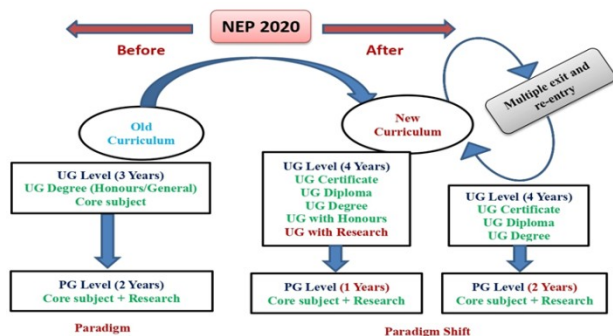 NEP 2020
Before
After
Multiple exit and
re-entry
Old
Curriculum
New
Curriculum
UG Level (3 Years)
UG Degree (Honours/General)
Core subject
UG Level (4 Years)
UG Certificate
UG Diploma
UG Degree
UG with Honours
UG with Research
UG Level (4 Years)
UG Certificate
UG Diploma
UG Degree
PG Level (2 Years)
Core subject + Research
PG Level (1 Years)
Core subject + Research
PG Level (2 Years)
Core subject + Research
Paradigm
Paradigm Shift